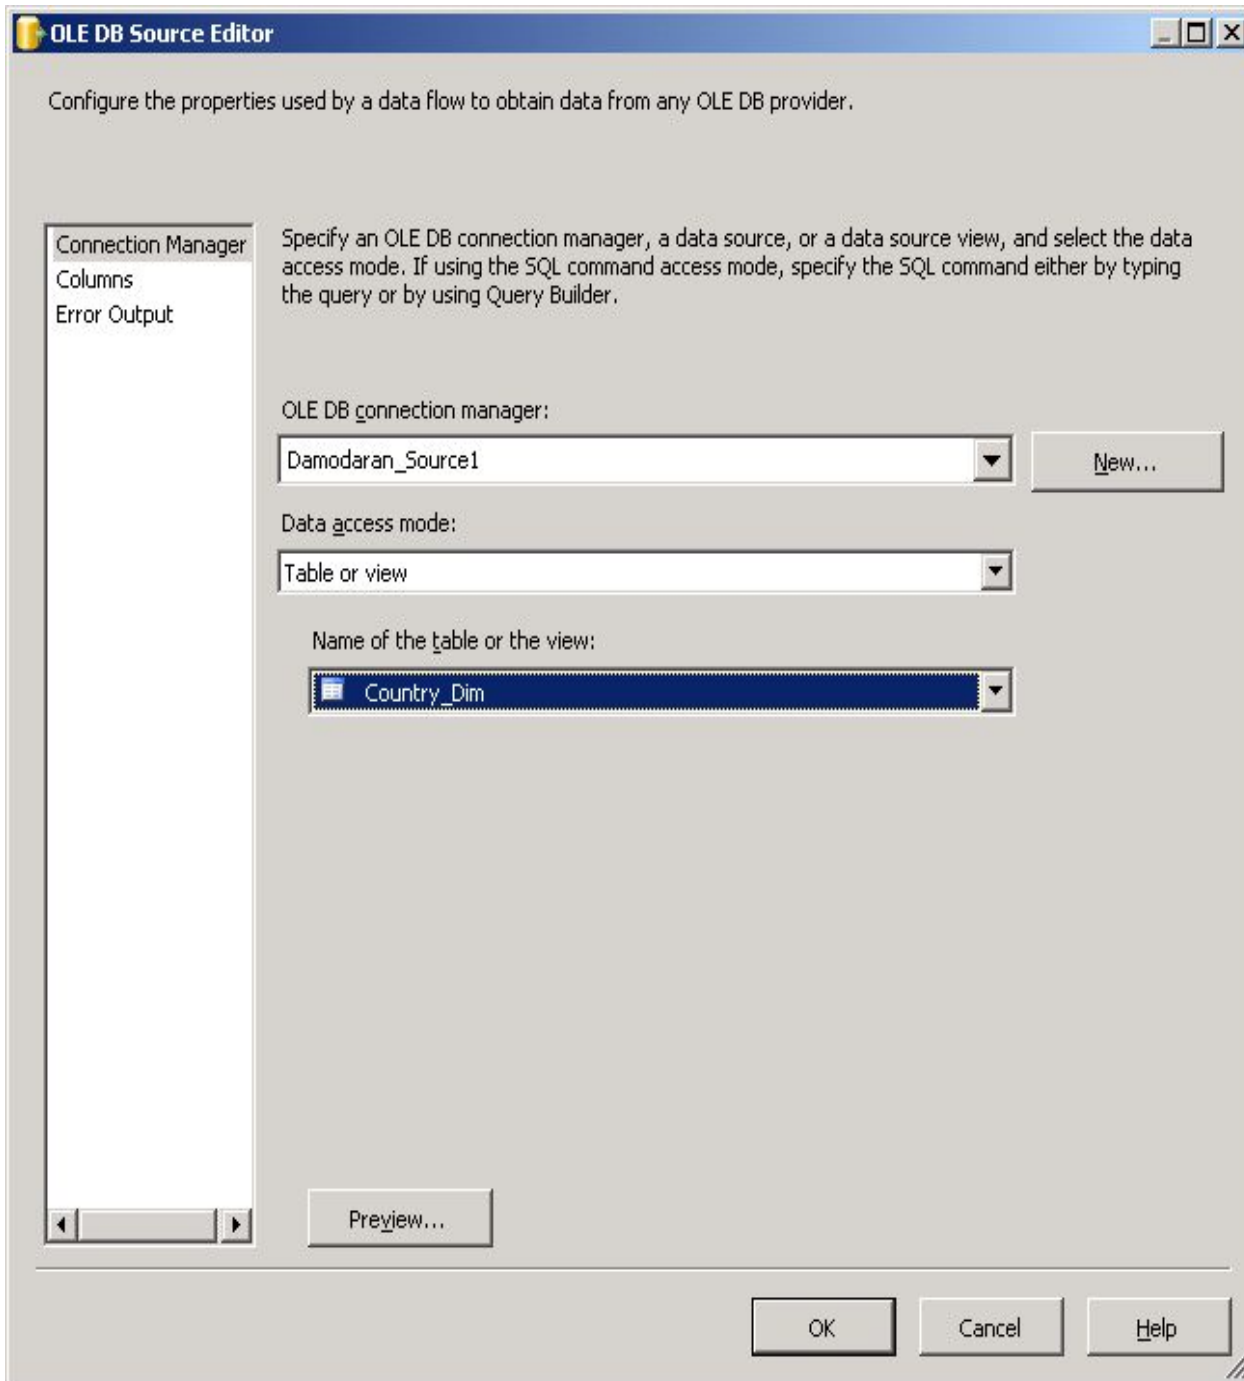 OLE DB Source Editor
Configure the properties used by a data flow to obtain data from any OLE DB provider.
Connection Manager
Columns
Error Output
Specify an OLE DB connection manager, a data source, or a data source view, and select the data
access mode. If using the SQL command access mode, specify the SQL command either by typing
the query or by using Query Builder.
OLE DB connection manager:
Damodaran_Source1
New...
Data access mode:
Table or view
Name of the table or the view:
Country_Dim
Preview...
OK
Cancel
Help